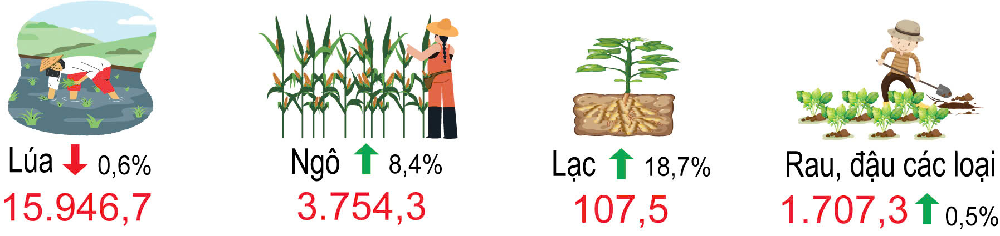 Lúa 0,6%
15.946,7
Ngô 8,4%
3.754,3
Lạc 18,7%
107,5
Rau, đậu các loại
1.707,3 0,5%